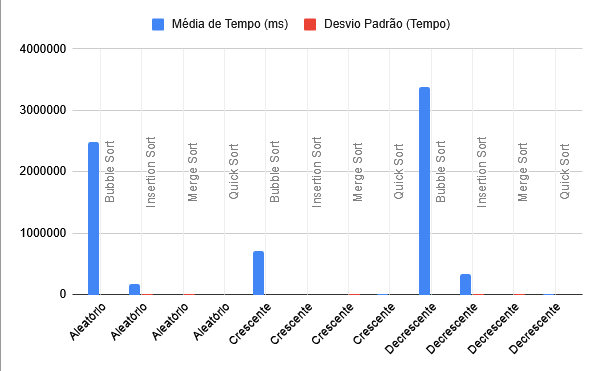 Média de Tempo (ms) Desvio Padrão (Tempo)
4000000
3000000
2000000
1000000
0
Bubble Sort
Insertion Sort
Merge Sort
Quick Sort
Bubble Sort
Insertion Sort
Merge Sort
Quick Sort
Bubble Sort
Insertion Sort
Merge Sort
Quick Sort
Aleatório
Aleatório
Aleatório
Aleatório
Crescente
Crescente
Crescente
Crescente
Decrescente
Decrescente
Decrescente
Decrescente